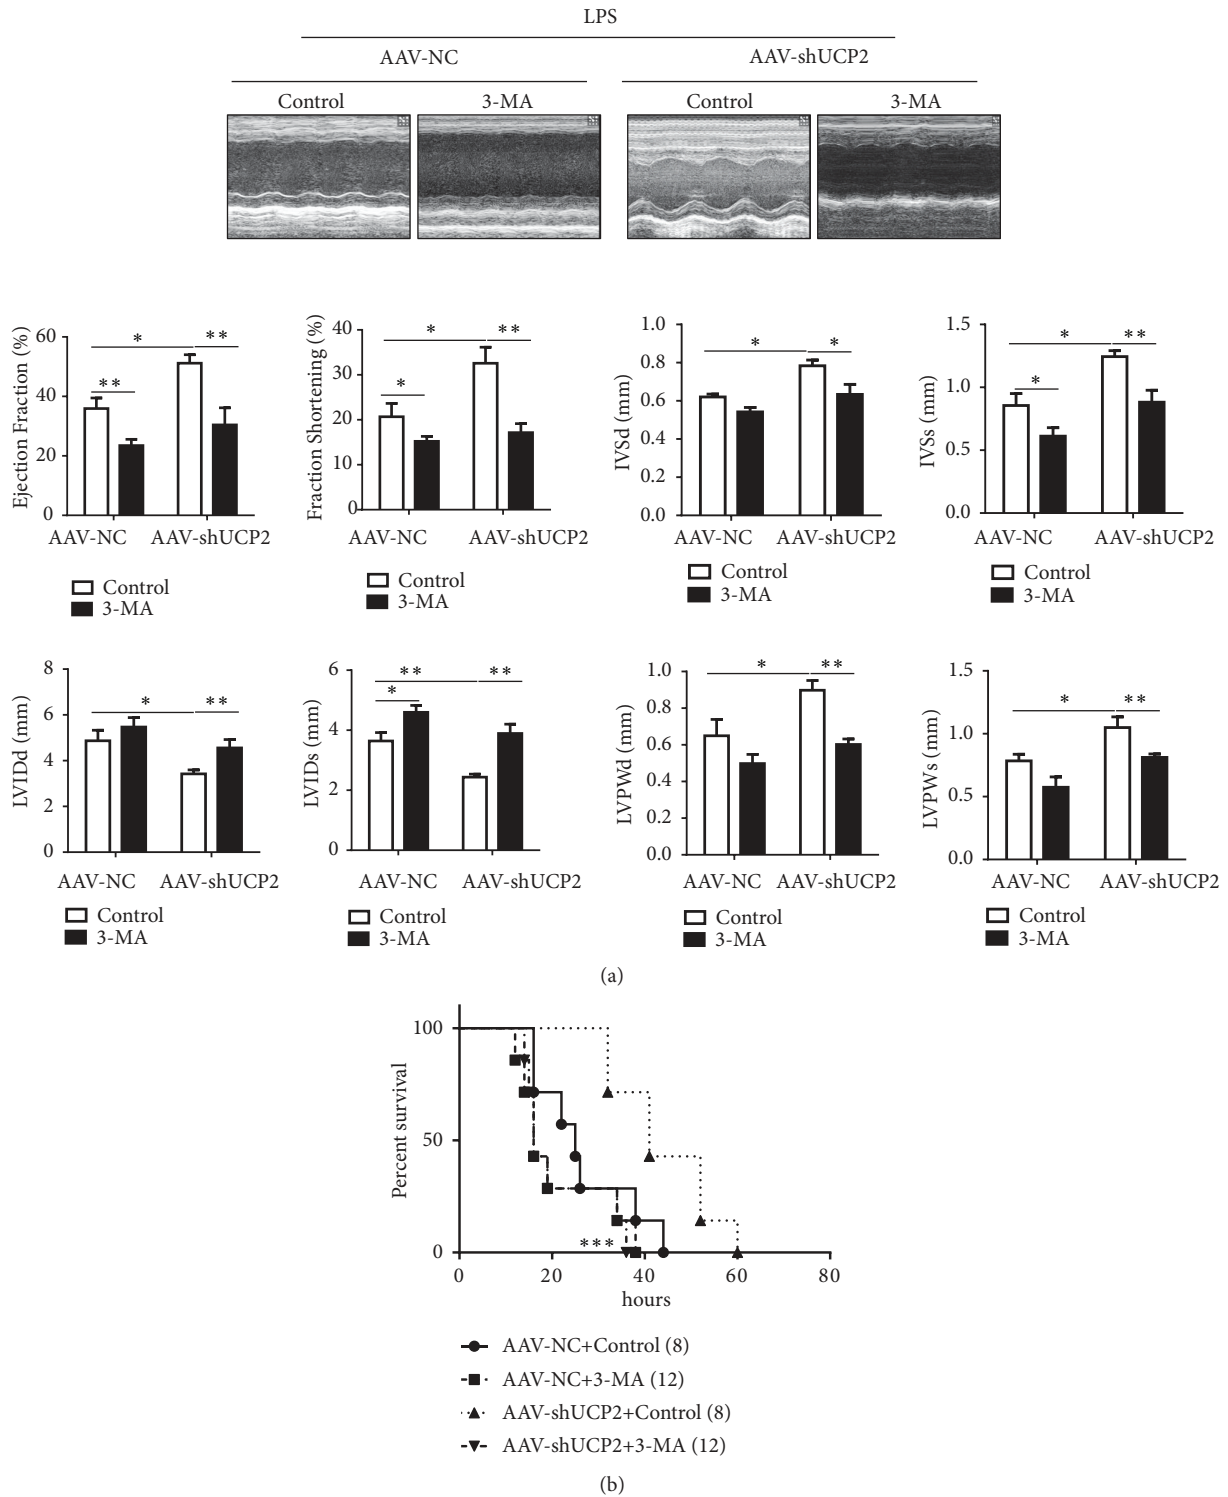 LPS
AAV-NC AAV-shUCP2
Control 3-MA Control 3-MA
Ejection Fraction (%)
60
40
20
0
* ** **
AAV-NC AAV-shUCP2
Control
3-MA
Fraction Shortening (%)
40
30
20
10
0
* ** *
AAV-NC AAV-shUCP2
Control
3-MA
IVSd (mm)
1.0
0.8
0.6
0.4
0.2
0.0
* *
AAV-NC AAV-shUCP2
Control
3-MA
IVSs (mm)
1.5
1.0
0.5
0.0
* ** *
AAV-NC AAV-shUCP2
Control
3-MA
LVIDd (mm)
8
6
4
2
0
* **
AAV-NC AAV-shUCP2
Control
3-MA
LVIDs (mm)
6
4
2
0
** ** *
AAV-NC AAV-shUCP2
Control
3-MA
LVPWd (mm)
1.0
0.8
0.6
0.4
0.2
0.0
* **
AAV-NC AAV-shUCP2
Control
3-MA
LVPWs (mm)
1.5
1.0
0.5
0.0
* **
AAV-NC AAV-shUCP2
Control
3-MA
(a)
Percent survival
100
50
0
***
0 20 40 60 80
hours
AAV-NC+Control (8)
AAV-NC+3-MA (12)
AAV-shUCP2+Control (8)
AAV-shUCP2+3-MA (12)
(b)